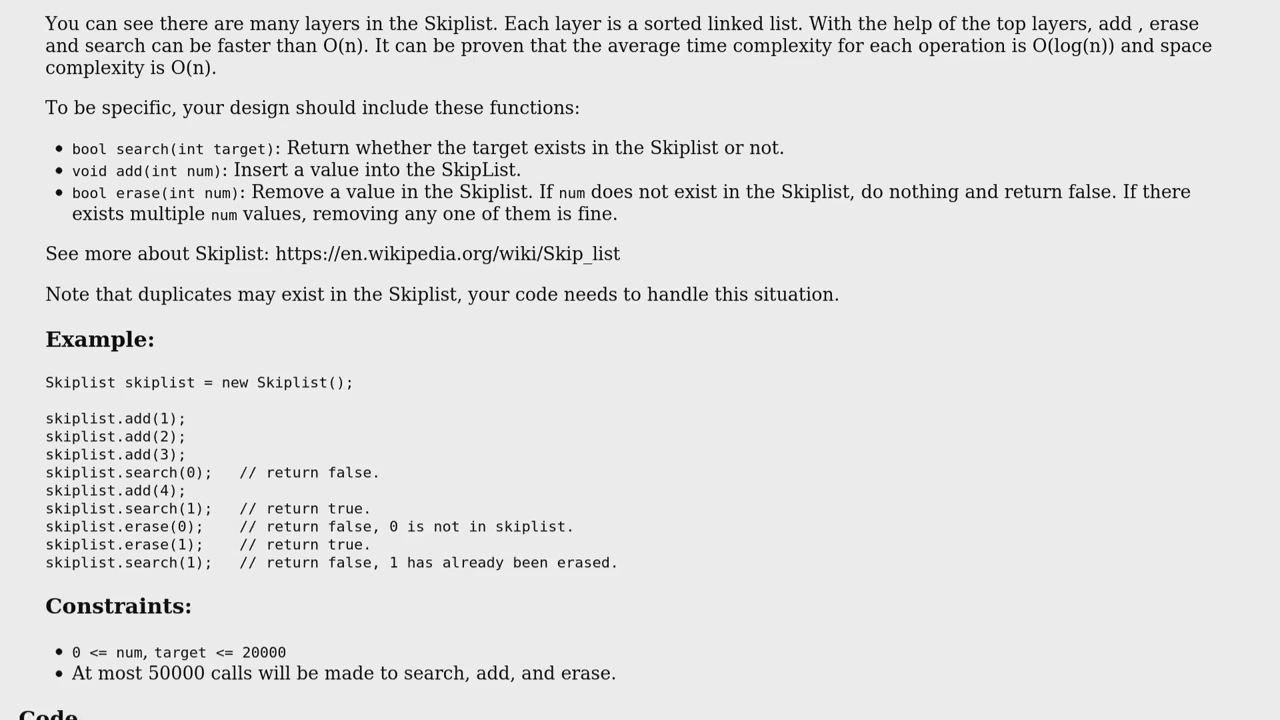 You can see there are many layers in the Skiplist. Each layer is a sorted linked list. With the help of the top layers, add , erase
and search can be faster than O(n). It can be proven that the average time complexity for each operation is O(log(n)) and space
complexity is O(n).
To be specific, your design should include these functions:
• bool search(int target): Return whether the target exists in the Skiplist or not.
• void add(int num): Insert a value into the SkipList.
• bool erase(int num): Remove a value in the Skiplist. If num does not exist in the Skiplist, do nothing and return false. If there
exists multiple num values, removing any one of them is fine.
See more about Skiplist: https://en.wikipedia.org/wiki/Skip_list
Note that duplicates may exist in the Skiplist, your code needs to handle this situation.
Example:
Skiplist skiplist = new Skiplist();
skiplist.add(1);
skiplist.add(2);
skiplist.add(3);
skiplist.search(0);   // return false.
skiplist.add(4);
skiplist.search(1);   // return true.
skiplist.erase(0);    // return false, 0 is not in skiplist.
skiplist.erase(1);    // return true.
skiplist.search(1);   // return false, 1 has already been erased.
Constraints:
• 0 <= num, target <= 20000
• At most 50000 calls will be made to search, add, and erase.
Code